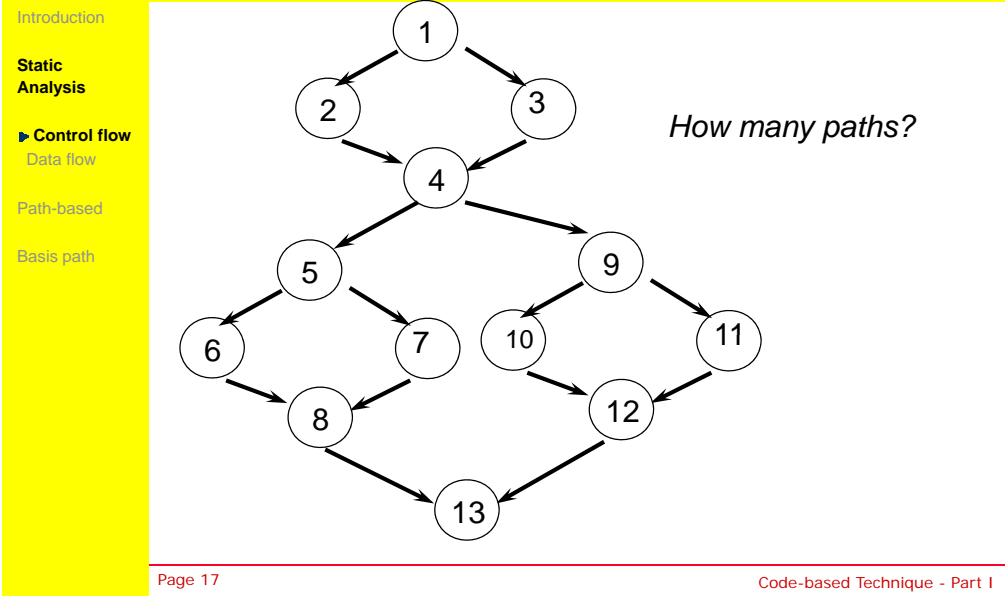 Introduction
Static
Analysis
Control flow
Data flow
Path-based
Basis path
1
2
3
How many paths?
4
5
9
6
7
10
11
8
12
13
Page 17
Code-based Technique - Part I